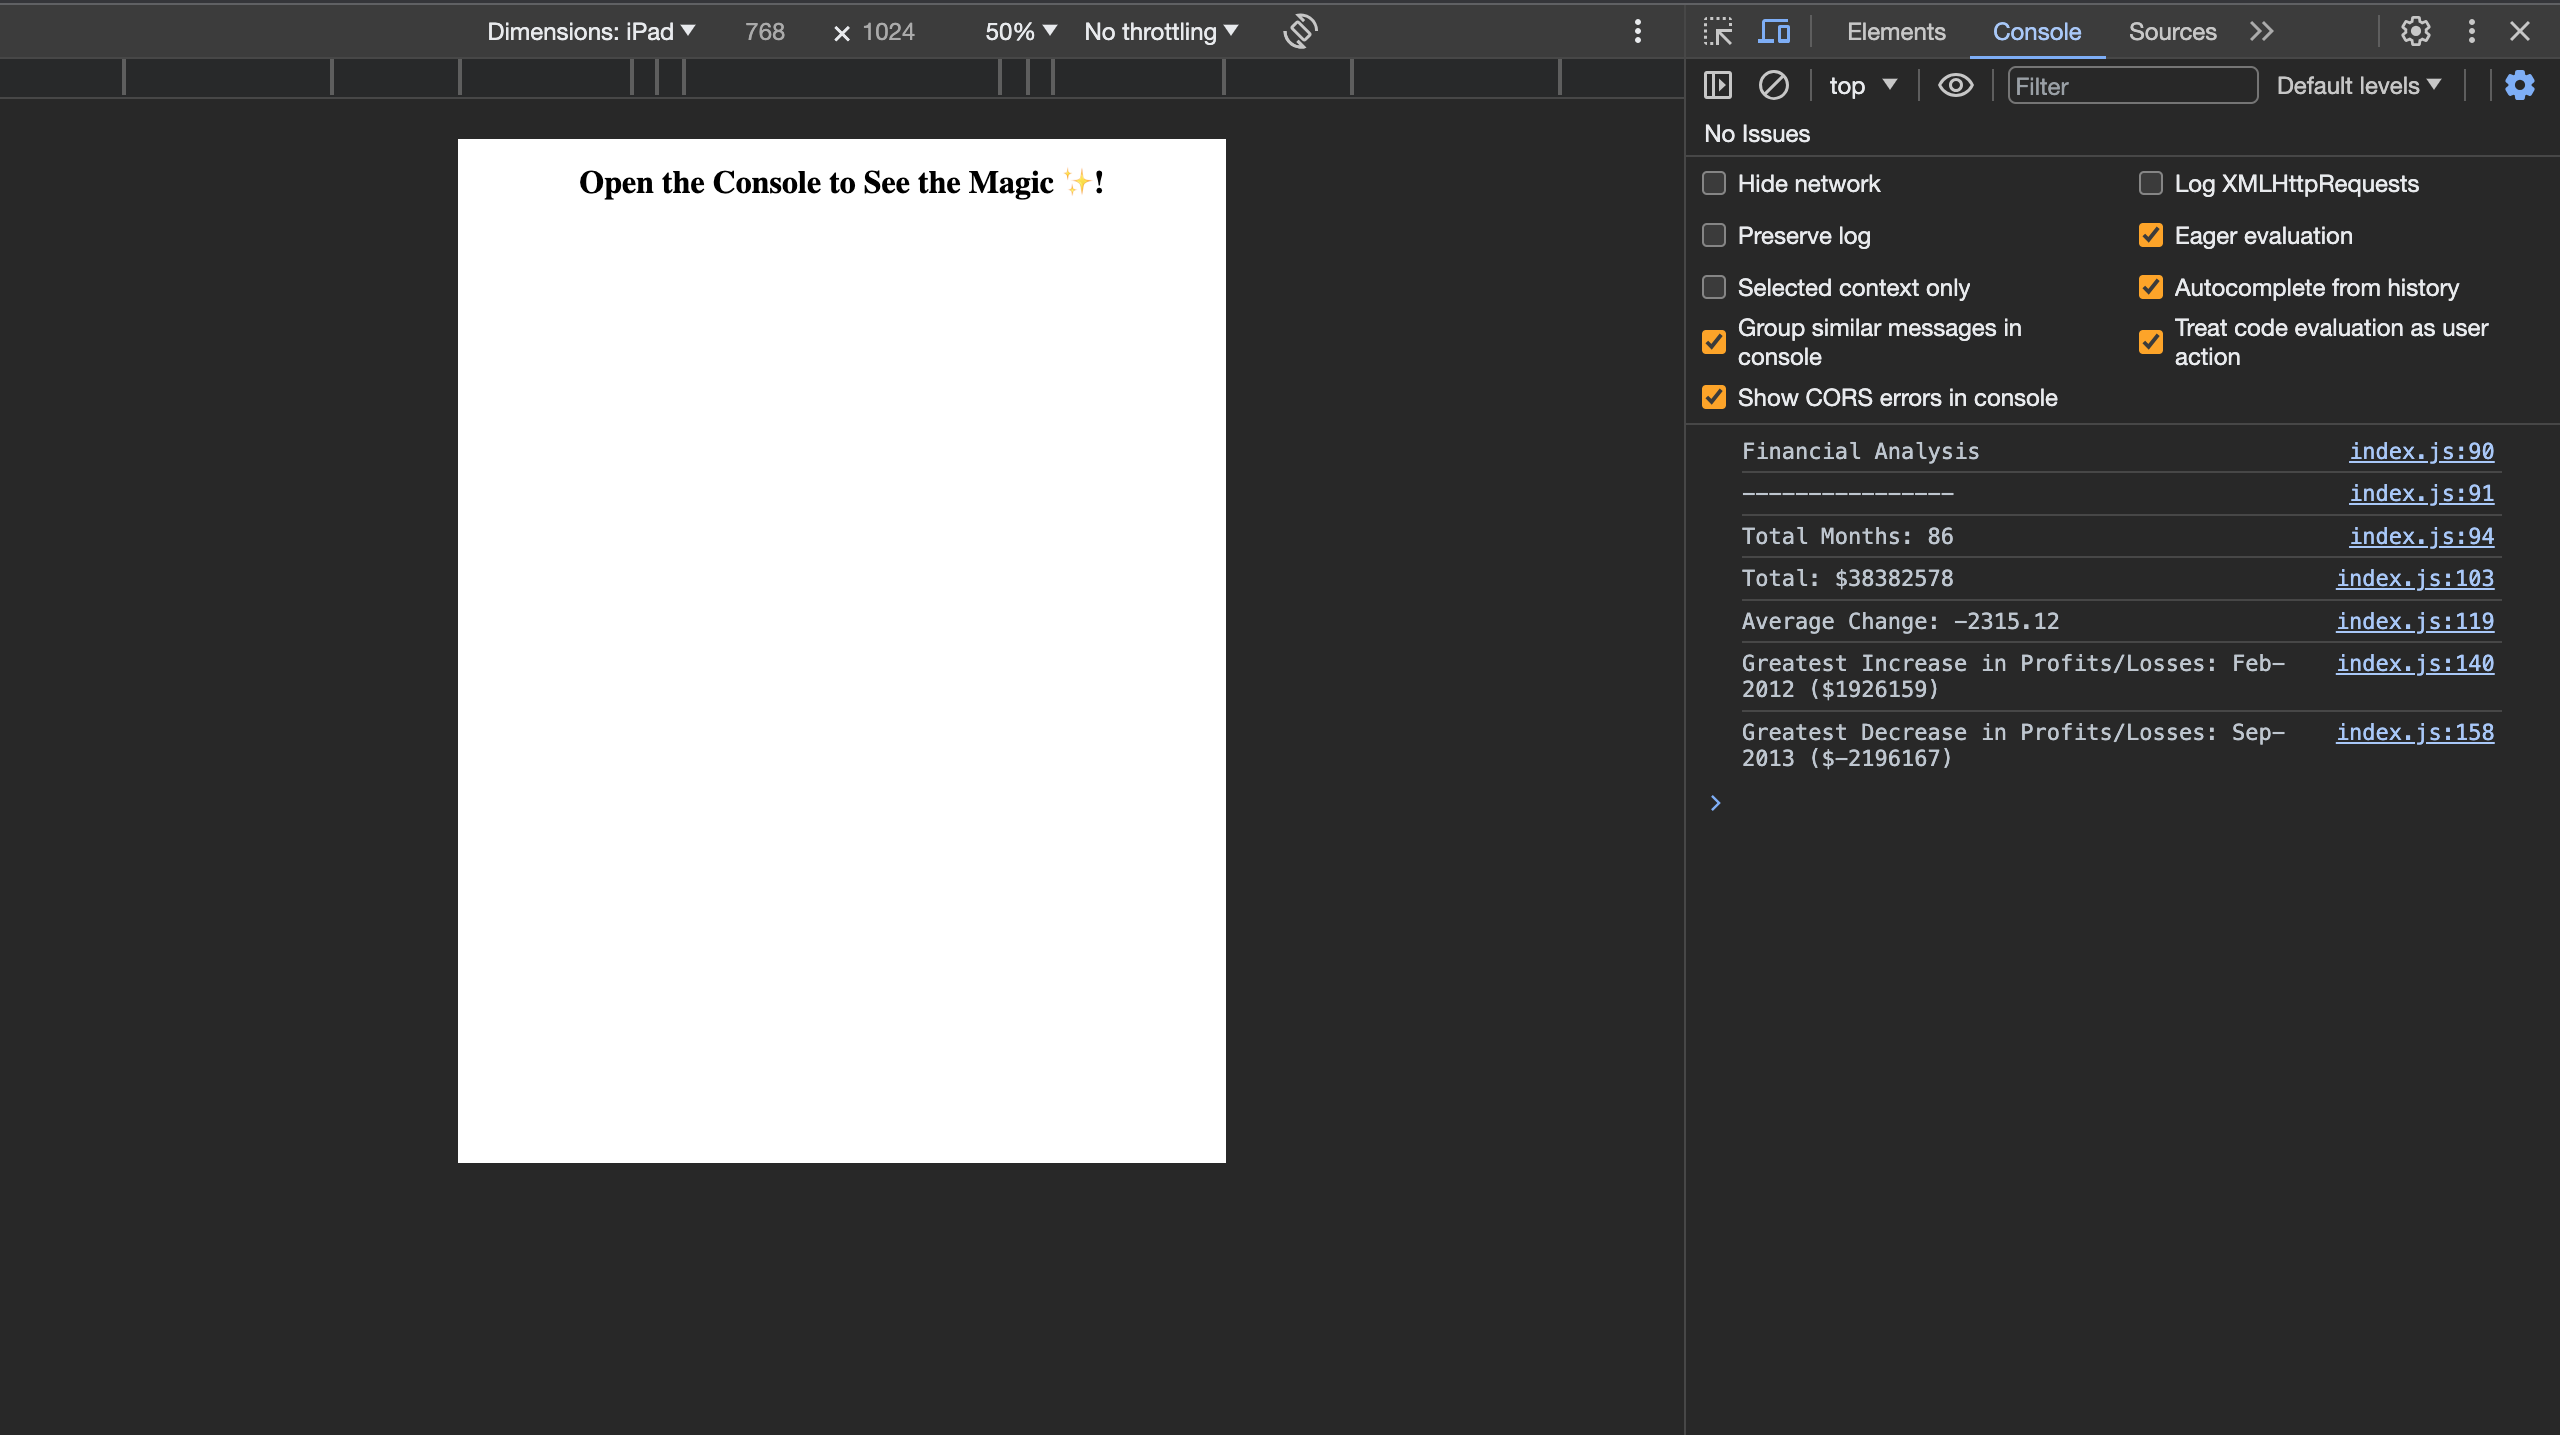 Dimensions: iPad 768 × 1024 50% No throttling
Elements Console Sources
top Filter Default levels
No Issues
Open the Console to See the Magic ✨!
Hide network
Log XMLHttpRequests
Preserve log
Eager evaluation
Selected context only
Autocomplete from history
Group similar messages in
console
Treat code evaluation as user
action
Show CORS errors in console
Financial Analysis index.js:90
---------------- index.js:91
Total Months: 86 index.js:94
Total: $38382578 index.js:103
Average Change: -2315.12 index.js:119
Greatest Increase in Profits/Losses: Feb- index.js:140
2012 ($1926159)
Greatest Decrease in Profits/Losses: Sep- index.js:158
2013 ($-2196167)